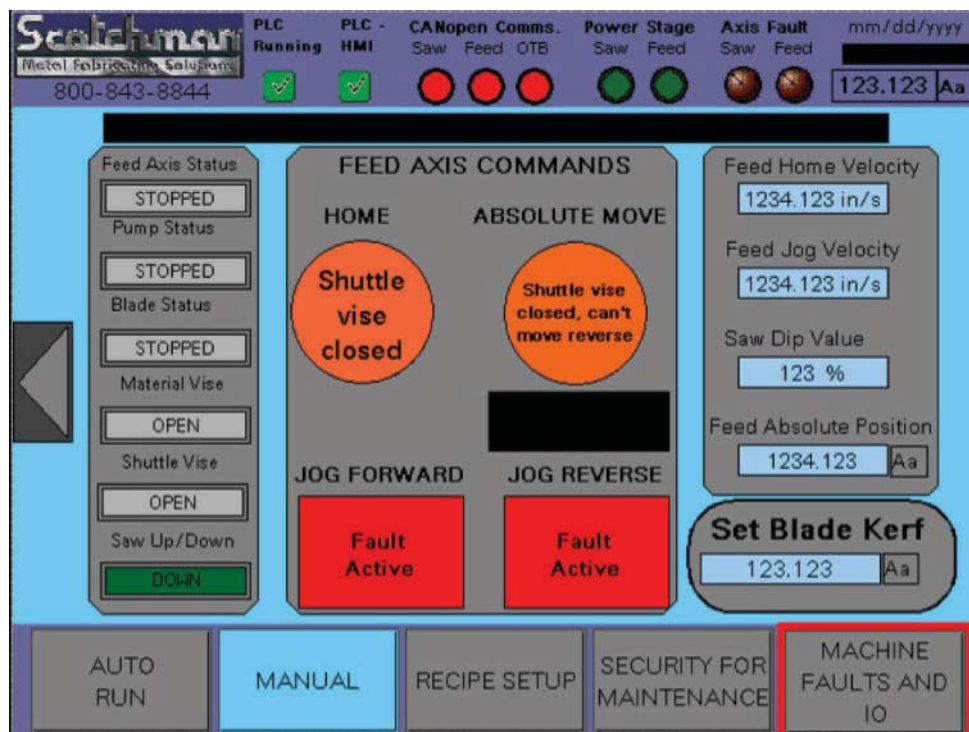 Scotchman
Metal Fabricating Solutions
800-843-8844
PLC
Running
PLC -
HMI
CANopen Comms.
Saw Feed OTB
Power Stage
Saw Feed
Axis Fault
Saw Feed
mm/dd/yyyy
123.123 Aa
Feed Axis Status
STOPPED
Pump Status
STOPPED
Blade Status
STOPPED
Material Vise
OPEN
Shuttle Vise
OPEN
Saw Up/Down
DOWN
FEED AXIS COMMANDS
HOME
Shuttle
vise
closed
ABSOLUTE MOVE
Shuttle vise
closed, can't
move reverse
JOG FORWARD
Fault
Active
JOG REVERSE
Fault
Active
Feed Home Velocity
1234.123 in/s
Feed Jog Velocity
1234.123 in/s
Saw Dip Value
123 %
Feed Absolute Position
1234.123 Aa
Set Blade Kerf
123.123 Aa
AUTO
RUN
MANUAL
RECIPE SETUP
SECURITY FOR
MAINTENANCE
MACHINE
FAULTS AND
IO